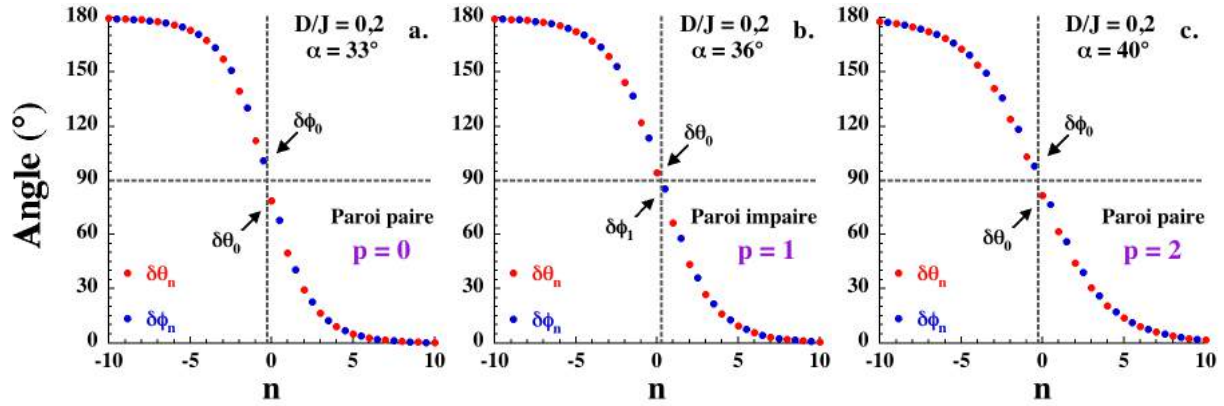 Angle (°)
180
150
120
90
60
30
0
D/J = 0,2
α = 33°
a.
δϕ₀
δθ₀
Paroi paire
p = 0
δθₙ
δϕₙ
-10 -5 0 5 10
n
180
150
120
90
60
30
0
D/J = 0,2
α = 36°
b.
δθ₀
δϕ₁
Paroi impaire
p = 1
δθₙ
δϕₙ
-10 -5 0 5 10
n
180
150
120
90
60
30
0
D/J = 0,2
α = 40°
c.
δϕ₀
δθ₀
Paroi paire
p = 2
δθₙ
δϕₙ
-10 -5 0 5 10
n